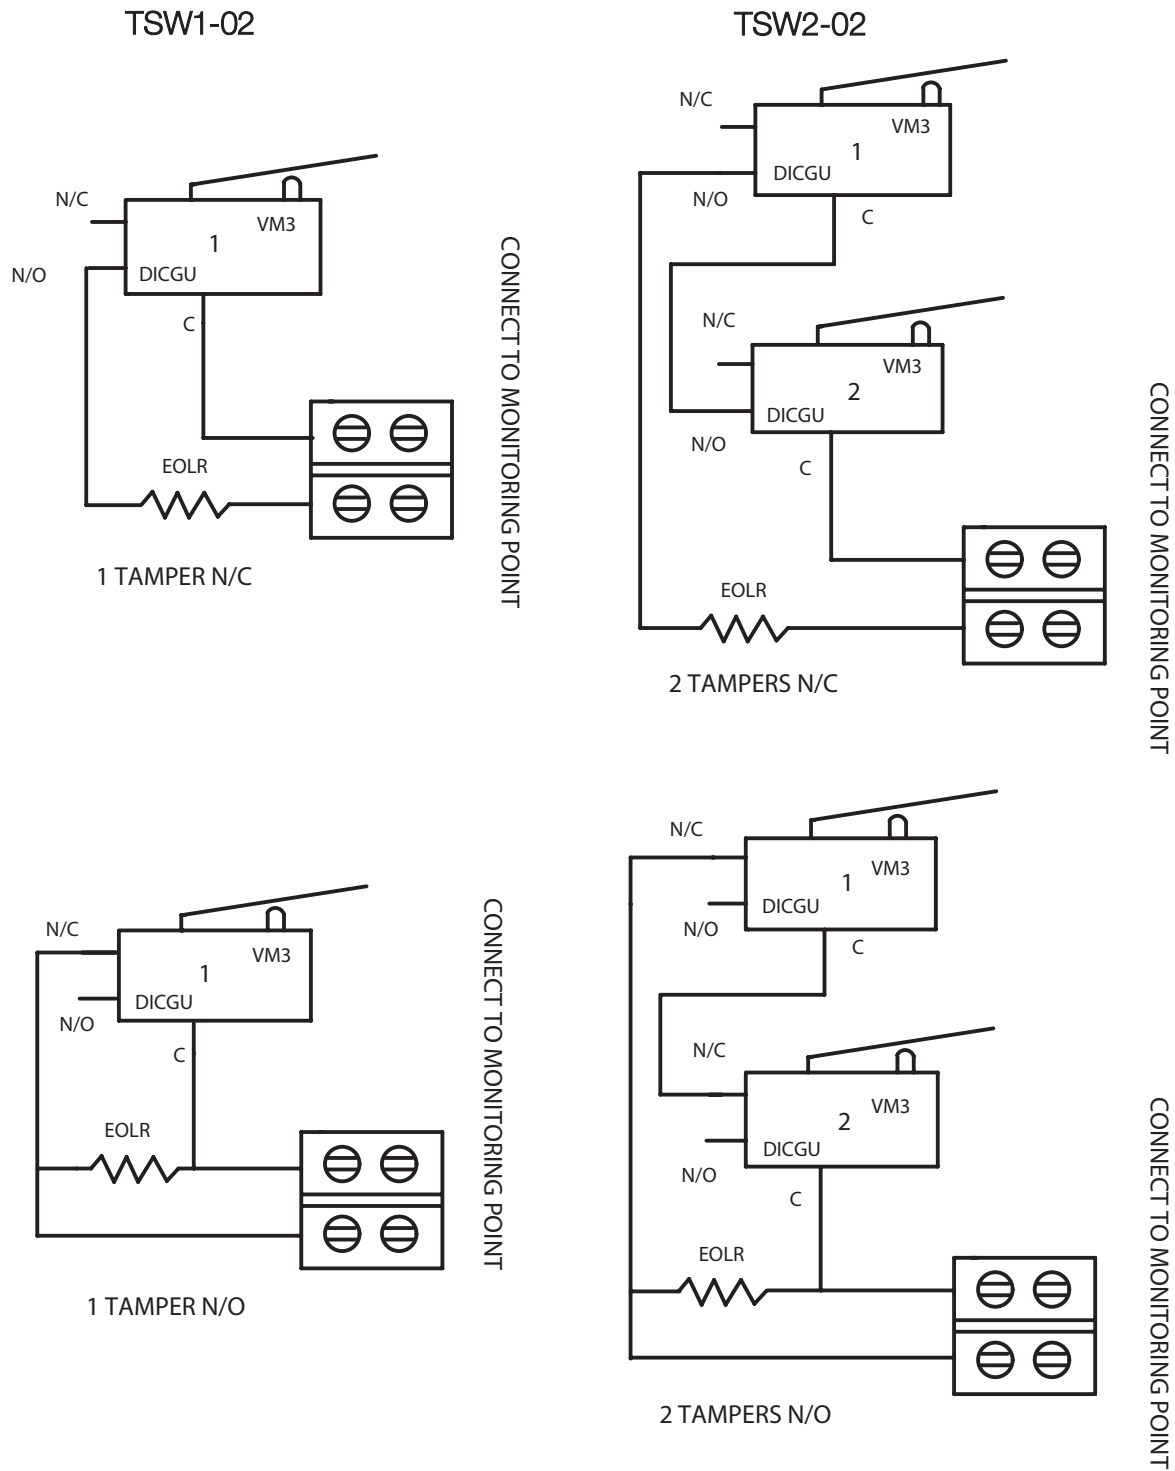 TSW1-02
N/C
1
VM3
N/O
DICGU
C
EOLR
CONNECT TO MONITORING POINT
1 TAMPER N/C
TSW2-02
N/C
VM3
1
DICGU
N/O
C
N/C
VM3
2
DICGU
N/O
C
EOLR
CONNECT TO MONITORING POINT
2 TAMPERS N/C
N/C
VM3
1
DICGU
N/O
C
EOLR
CONNECT TO MONITORING POINT
1 TAMPER N/O
N/C
VM3
1
DICGU
N/O
C
N/C
VM3
2
DICGU
N/O
C
EOLR
CONNECT TO MONITORING POINT
2 TAMPERS N/O